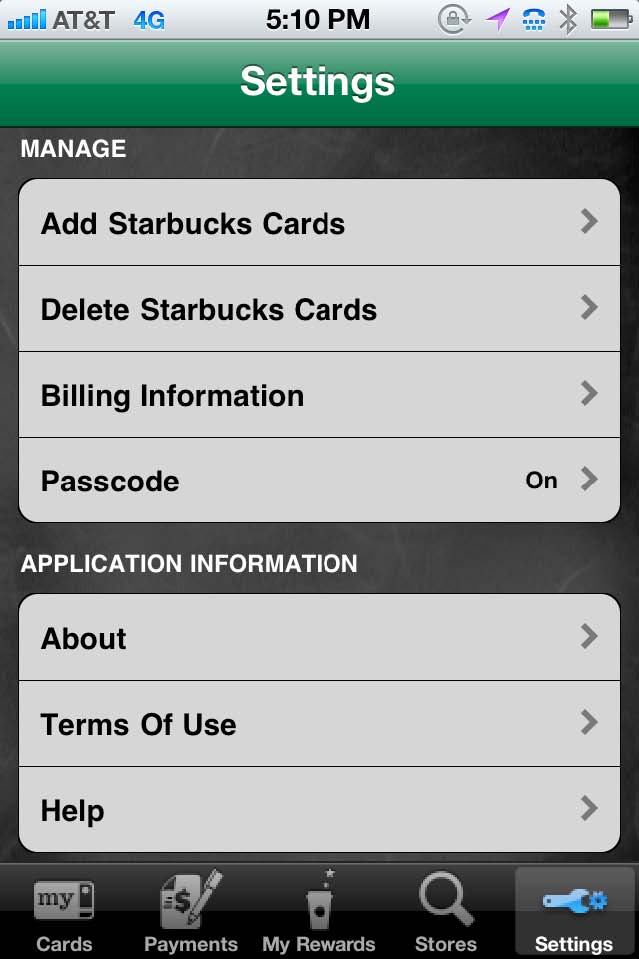 AT&T 4G 5:10 PM
Settings
MANAGE
Add Starbucks Cards
Delete Starbucks Cards
Billing Information
Passcode On
APPLICATION INFORMATION
About
Terms Of Use
Help
my $
Cards Payments My Rewards Stores Settings